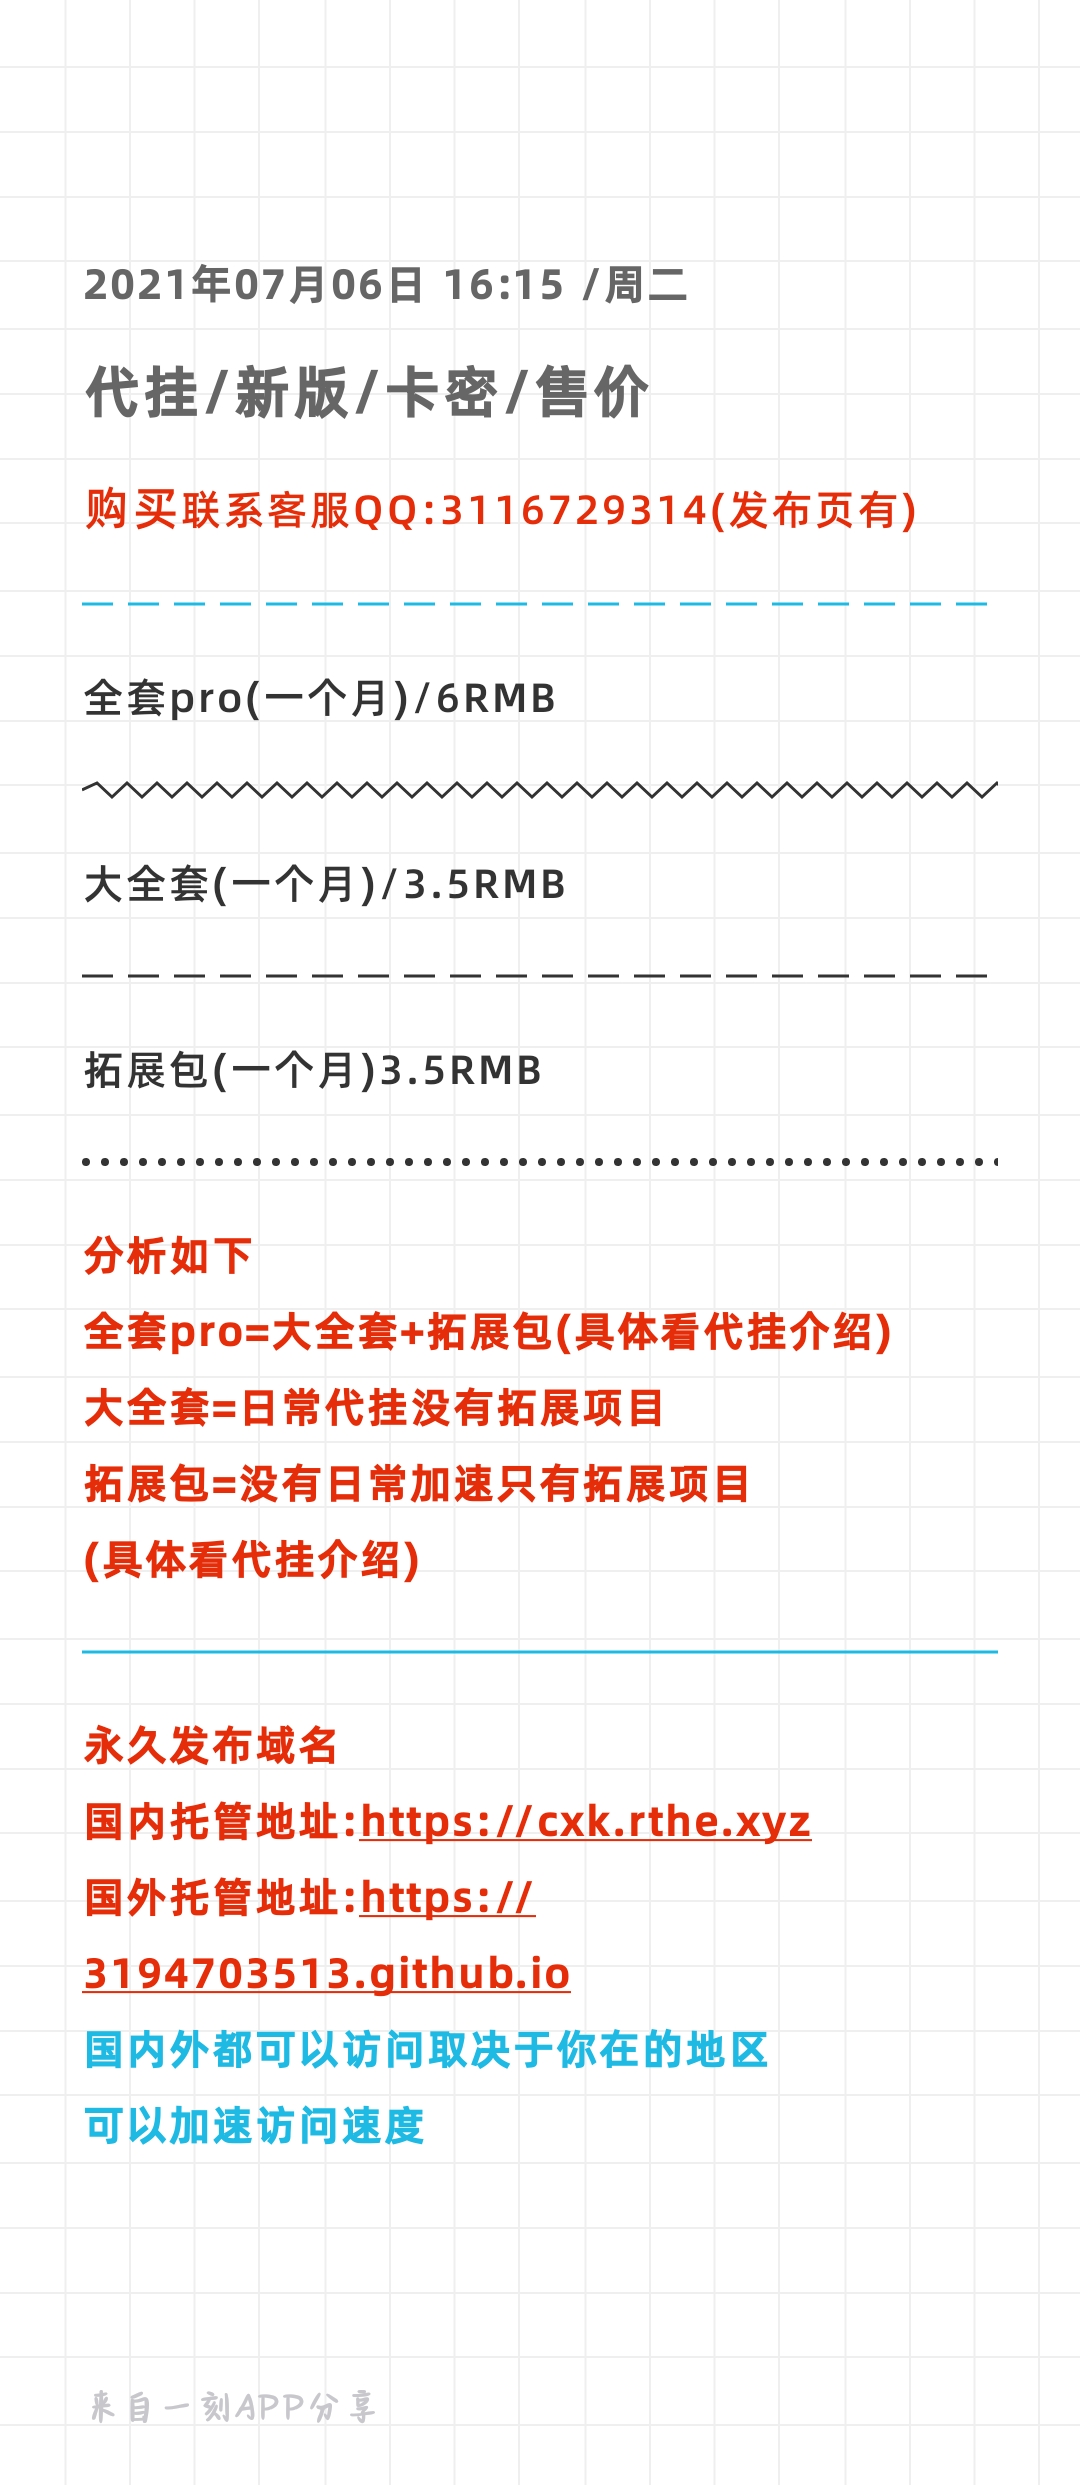 2021年07月06日 16:15 /周二
代挂/新版/卡密/售价
购买联系客服QQ:3116729314(发布页有)
全套pro(一个月)/6RMB
大全套(一个月)/3.5RMB
拓展包(一个月)3.5RMB
分析如下
全套pro=大全套+拓展包(具体看代挂介绍)
大全套=日常代挂没有拓展项目
拓展包=没有日常加速只有拓展项目
(具体看代挂介绍)
永久发布域名
国内托管地址:https://cxk.rthe.xyz
国外托管地址:https://
3194703513.github.io
国内外都可以访问取决于你在的地区
可以加速访问速度
来自一刻APP分享